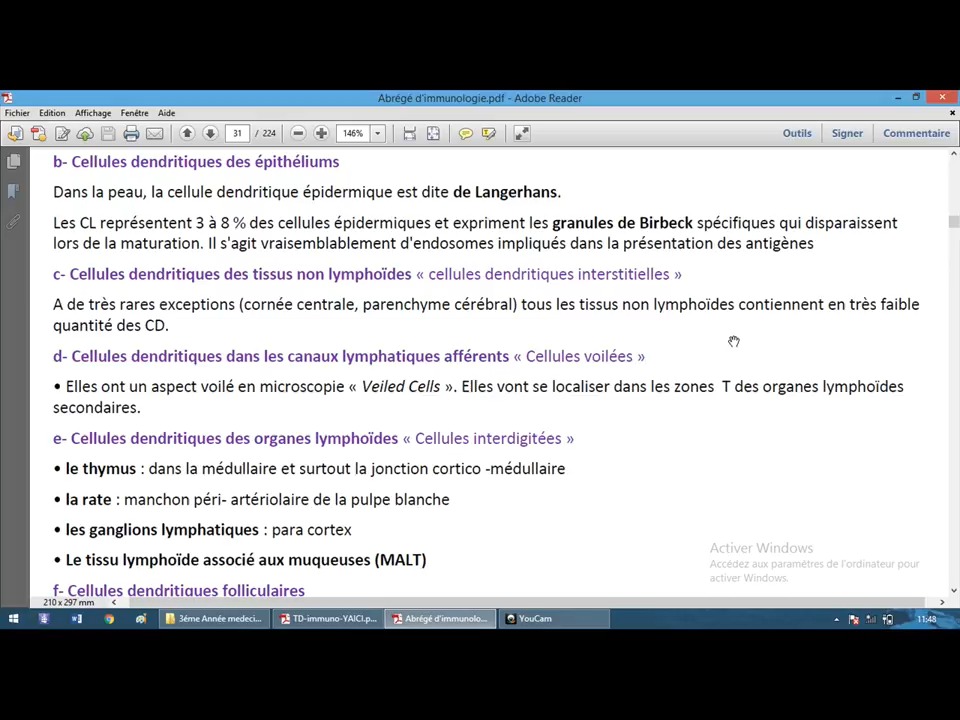 Abrégé d'immunologie.pdf - Adobe Reader
Fichier Edition Affichage Fenêtre Aide
31 / 224 146% Outils Signer Commentaire
b- Cellules dendritiques des épithéliums
Dans la peau, la cellule dendritique épidermique est dite de Langerhans.
Les CL représentent 3 à 8 % des cellules épidermiques et expriment les granules de Birbeck spécifiques qui disparaissent
lors de la maturation. Il s'agit vraisemblablement d'endosomes impliqués dans la présentation des antigènes
c- Cellules dendritiques des tissus non lymphoïdes « cellules dendritiques interstitielles »
A de très rares exceptions (cornée centrale, parenchyme cérébral) tous les tissus non lymphoïdes contiennent en très faible
quantité des CD.
d- Cellules dendritiques dans les canaux lymphatiques afférents « Cellules voilées »
• Elles ont un aspect voilé en microscopie « Veiled Cells ». Elles vont se localiser dans les zones T des organes lymphoïdes
secondaires.
e- Cellules dendritiques des organes lymphoïdes « Cellules interdigitées »
• le thymus : dans la médullaire et surtout la jonction cortico -médullaire
• la rate : manchon péri- artériolaire de la pulpe blanche
• les ganglions lymphatiques : para cortex
• Le tissu lymphoïde associé aux muqueuses (MALT)
f- Cellules dendritiques folliculaires
Activer Windows
Accédez aux paramètres de l'ordinateur pour
activer Windows.
210 x 297 mm
3éme Année medeci... TD-immuno-YAICI.p... Abrégé d'immunolo... YouCam 11:48